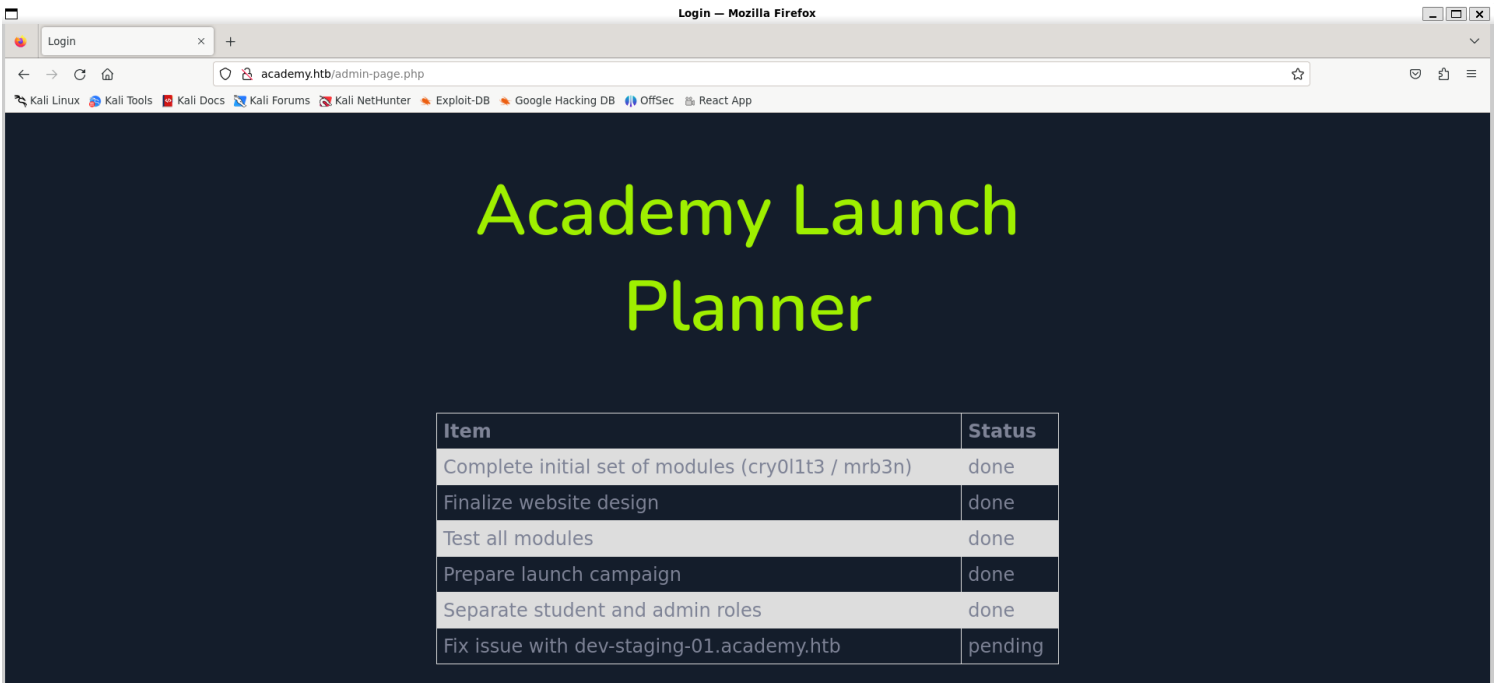 Login — Mozilla Firefox
Login
academy.htb/admin-page.php
Kali Linux Kali Tools Kali Docs Kali Forums Kali NetHunter Exploit-DB Google Hacking DB OffSec React App
Academy Launch
Planner
Item Status
Complete initial set of modules (cry0l1t3 / mrb3n) done
Finalize website design done
Test all modules done
Prepare launch campaign done
Separate student and admin roles done
Fix issue with dev-staging-01.academy.htb pending